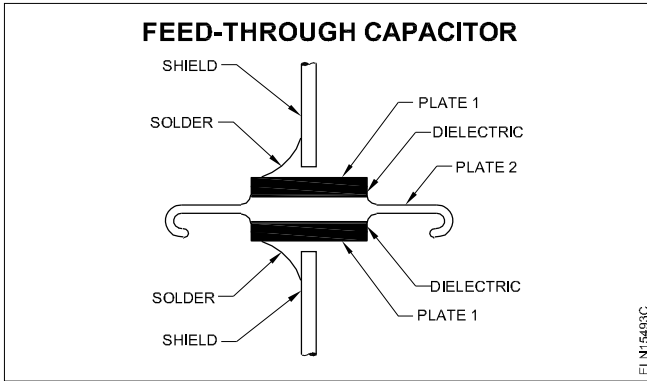 FEED-THROUGH CAPACITOR
SHIELD
PLATE 1
SOLDER
DIELECTRIC
PLATE 2
DIELECTRIC
SOLDER
PLATE 1
SHIELD
ELN15493C